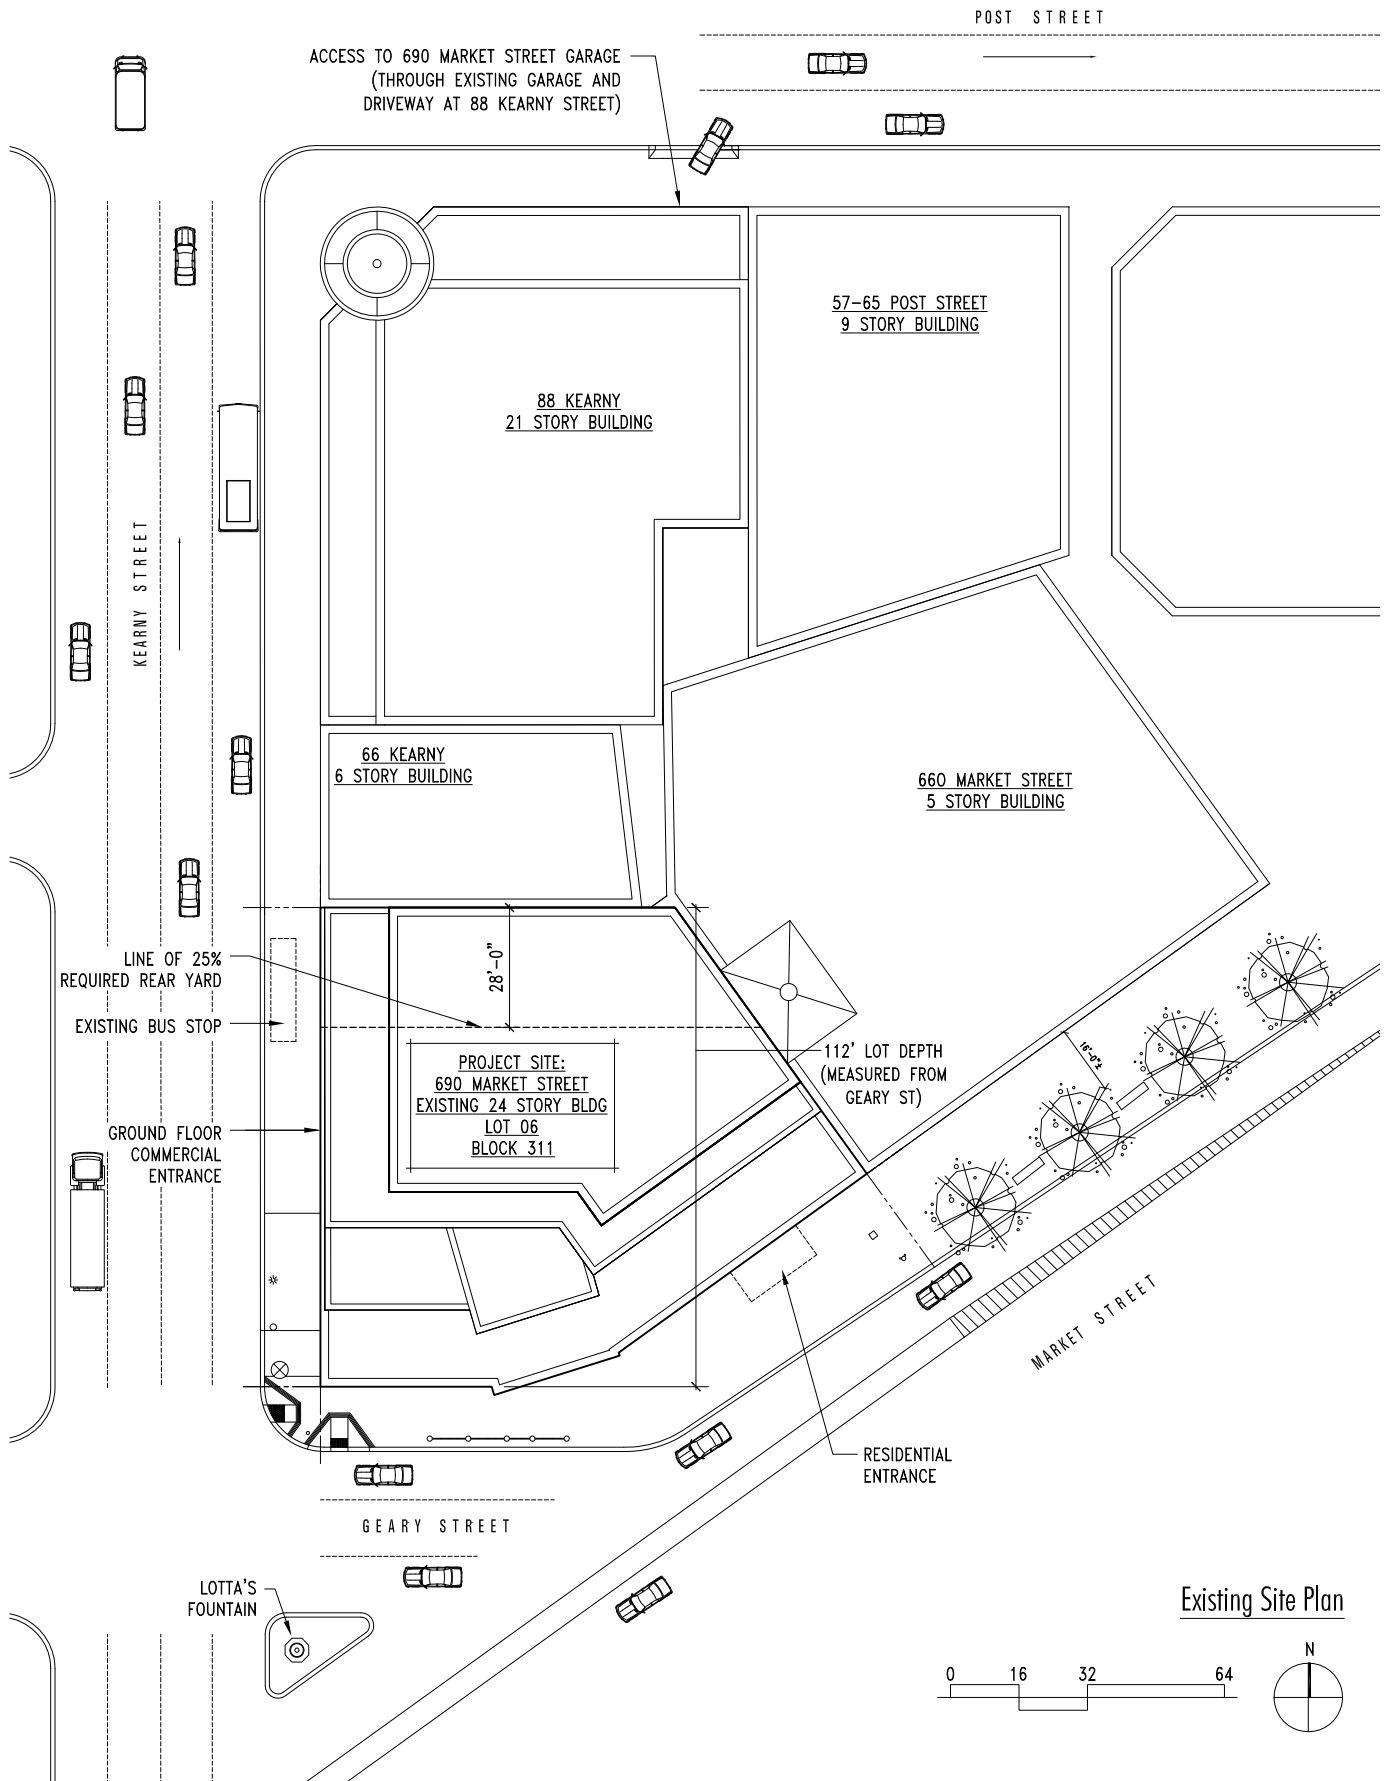 POST STREET
ACCESS TO 690 MARKET STREET GARAGE
(THROUGH EXISTING GARAGE AND
DRIVEWAY AT 88 KEARNY STREET)
57-65 POST STREET
9 STORY BUILDING
88 KEARNY
21 STORY BUILDING
KEARNY STREET
66 KEARNY
6 STORY BUILDING
660 MARKET STREET
5 STORY BUILDING
LINE OF 25%
REQUIRED REAR YARD
28'-0"
EXISTING BUS STOP
PROJECT SITE:
690 MARKET STREET
EXISTING 24 STORY BLDG
LOT 06
BLOCK 311
112' LOT DEPTH
(MEASURED FROM
GEARY ST)
16'-0"±
GROUND FLOOR
COMMERCIAL
ENTRANCE
MARKET STREET
RESIDENTIAL
ENTRANCE
GEARY STREET
LOTTA'S
FOUNTAIN
Existing Site Plan
N
0 16 32 64